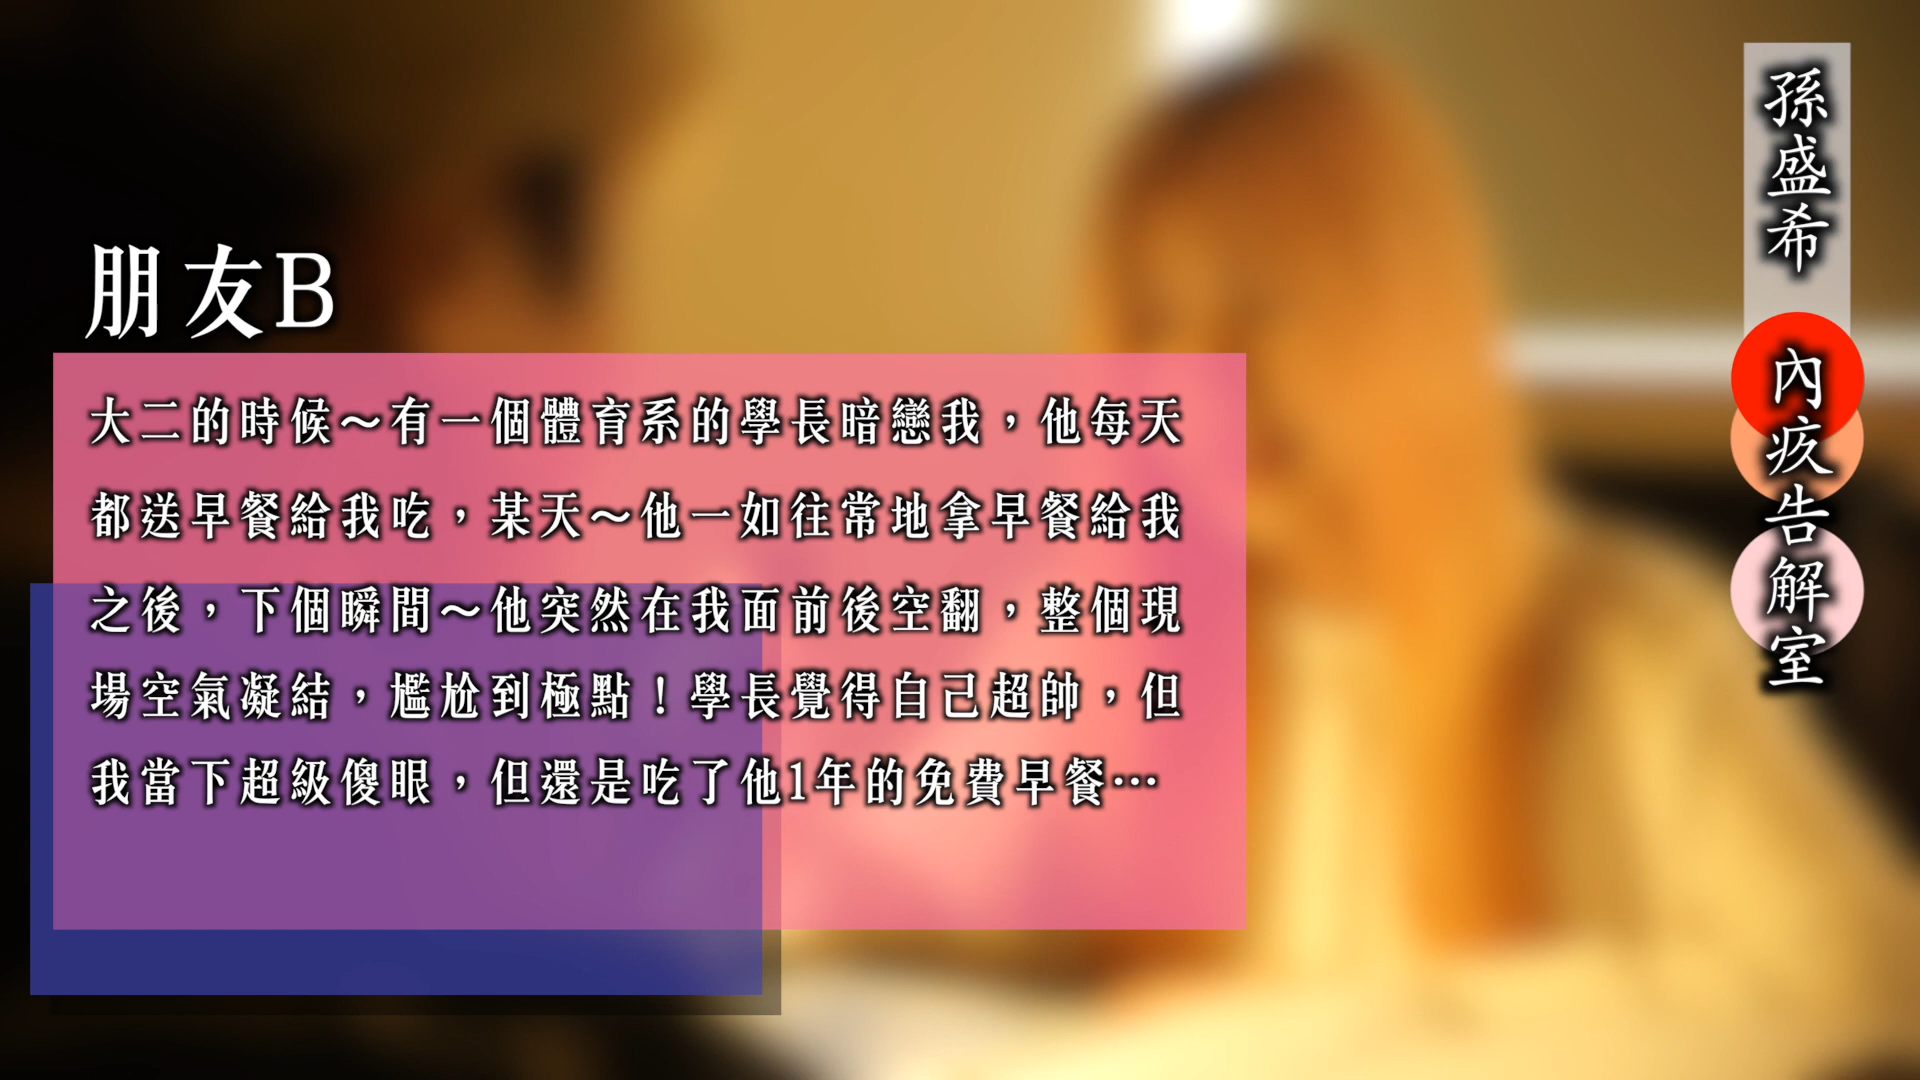 朋友B
大二的時候～有一個體育系的學長暗戀我，他每天
都送早餐給我吃，某天～他一如往常地拿早餐給我
之後，下個瞬間～他突然在我面前後空翻，整個現
場空氣凝結，尷尬到極點！學長覺得自己超帥，但
我當下超級傻眼，但還是吃了他1年的免費早餐…
孫盛希
內疚告解室